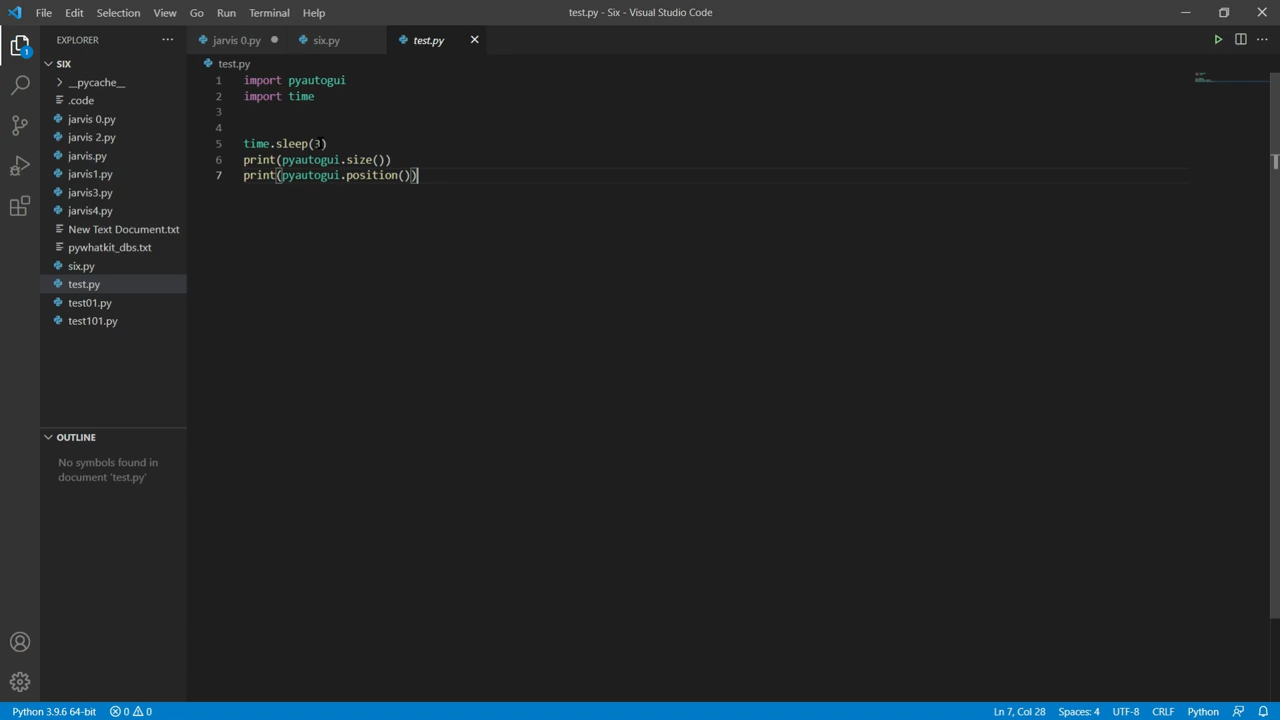 File Edit Selection View Go Run Terminal Help test.py - Six - Visual Studio Code
EXPLORER
jarvis 0.py six.py test.py
SIX
__pycache__
.code
jarvis 0.py
jarvis 2.py
jarvis.py
jarvis1.py
jarvis3.py
jarvis4.py
New Text Document.txt
pywhatkit_dbs.txt
six.py
test.py
test01.py
test101.py
test.py
1 import pyautogui
2 import time
3
4
5 time.sleep(3)
6 print(pyautogui.size())
7 print(pyautogui.position())
OUTLINE
No symbols found in
document 'test.py'
1
Python 3.9.6 64-bit 0 0 Ln 7, Col 28 Spaces: 4 UTF-8 CRLF Python